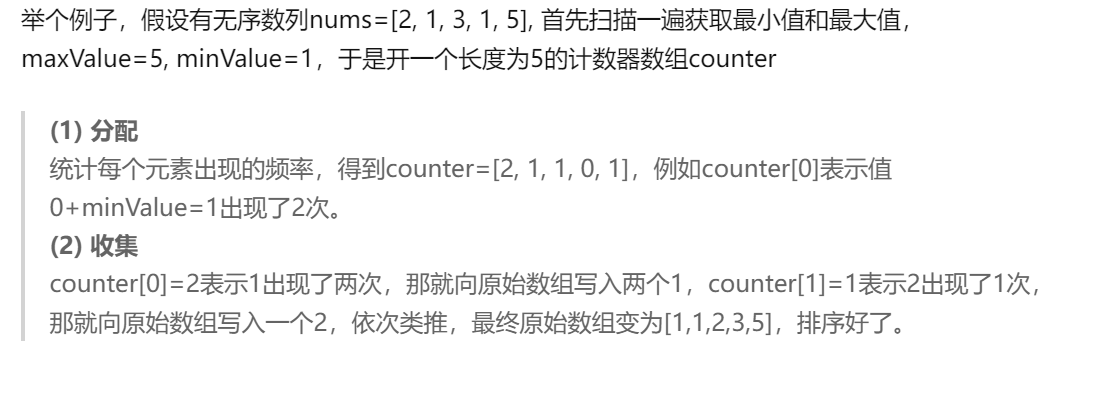 举个例子，假设有无序数列nums=[2, 1, 3, 1, 5], 首先扫描一遍获取最小值和最大值，
maxValue=5, minValue=1，于是开一个长度为5的计数器数组counter
(1) 分配
统计每个元素出现的频率，得到counter=[2, 1, 1, 0, 1]，例如counter[0]表示值
0+minValue=1出现了2次。
(2) 收集
counter[0]=2表示1出现了两次，那就向原始数组写入两个1，counter[1]=1表示2出现了1次，
那就向原始数组写入一个2，依次类推，最终原始数组变为[1,1,2,3,5]，排序好了。